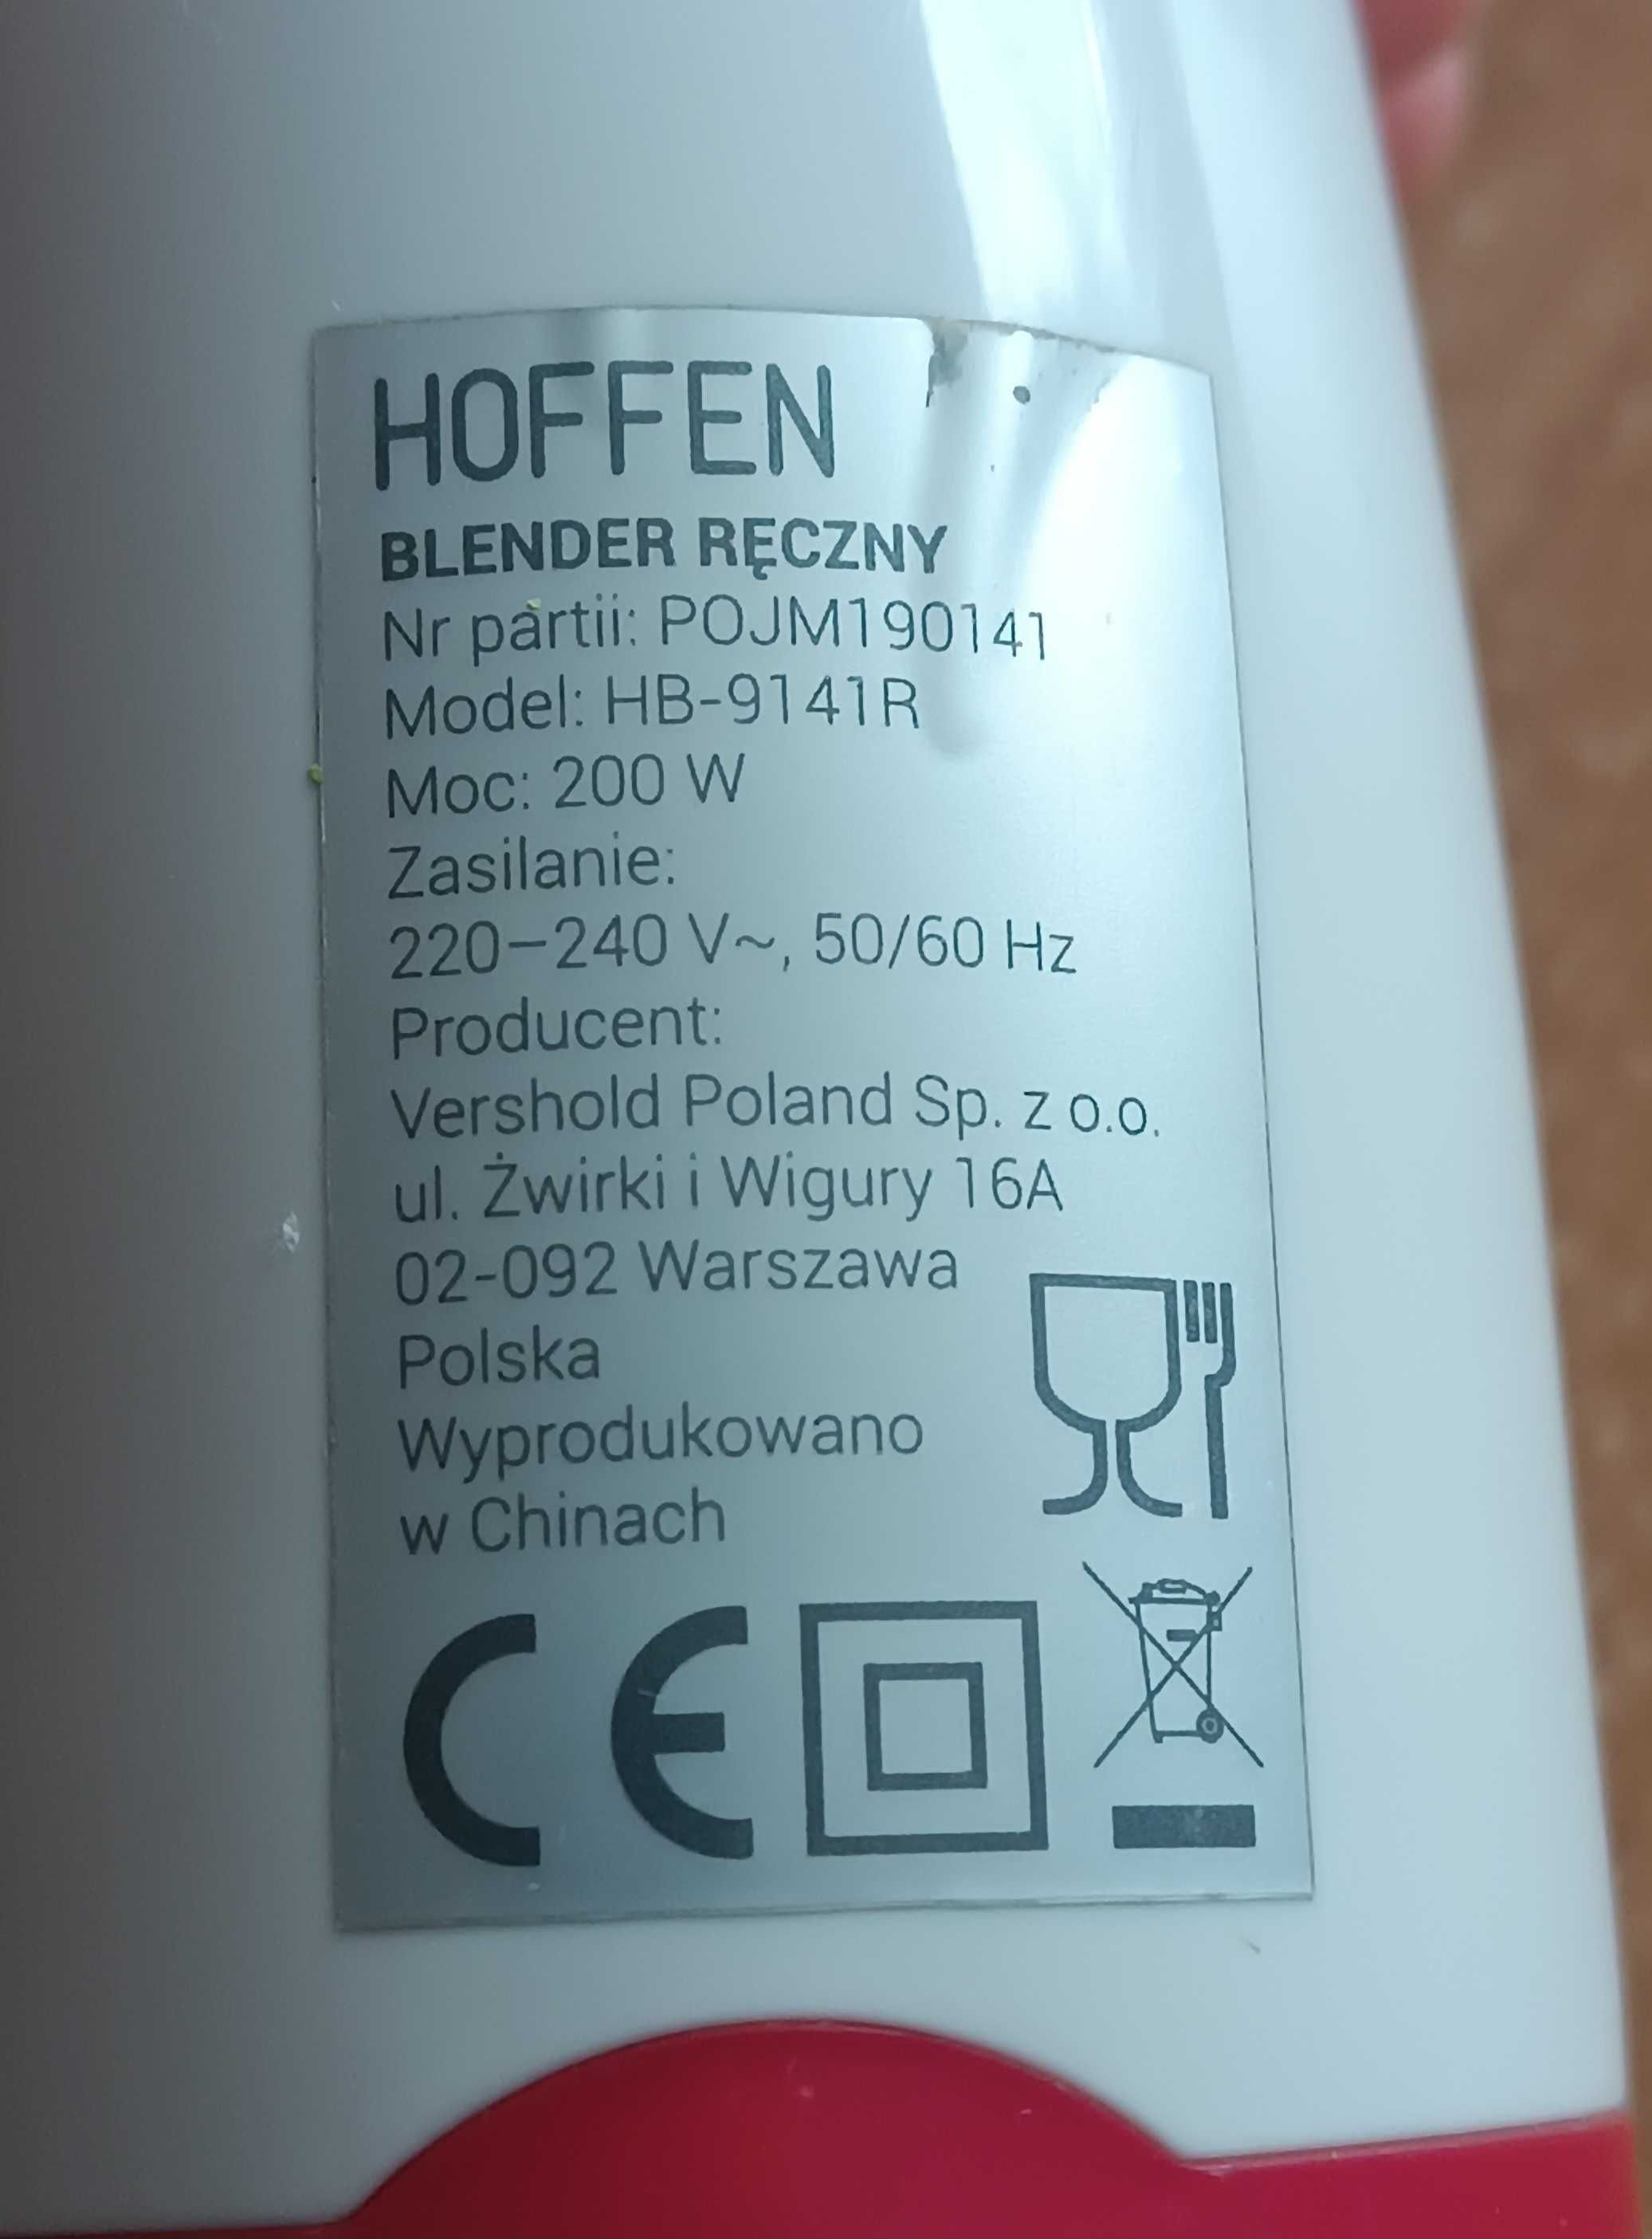 HOFFEN
BLENDER RĘCZNY
Nr partii: POJM190141
Model: HB-9141R
Moc: 200 W
Zasilanie:
220–240 V~, 50/60 Hz
Producent:
Vershold Poland Sp. z o.o.
ul. Żwirki i Wigury 16A
02-092 Warszawa
Polska
Wyprodukowano
w Chinach
CE